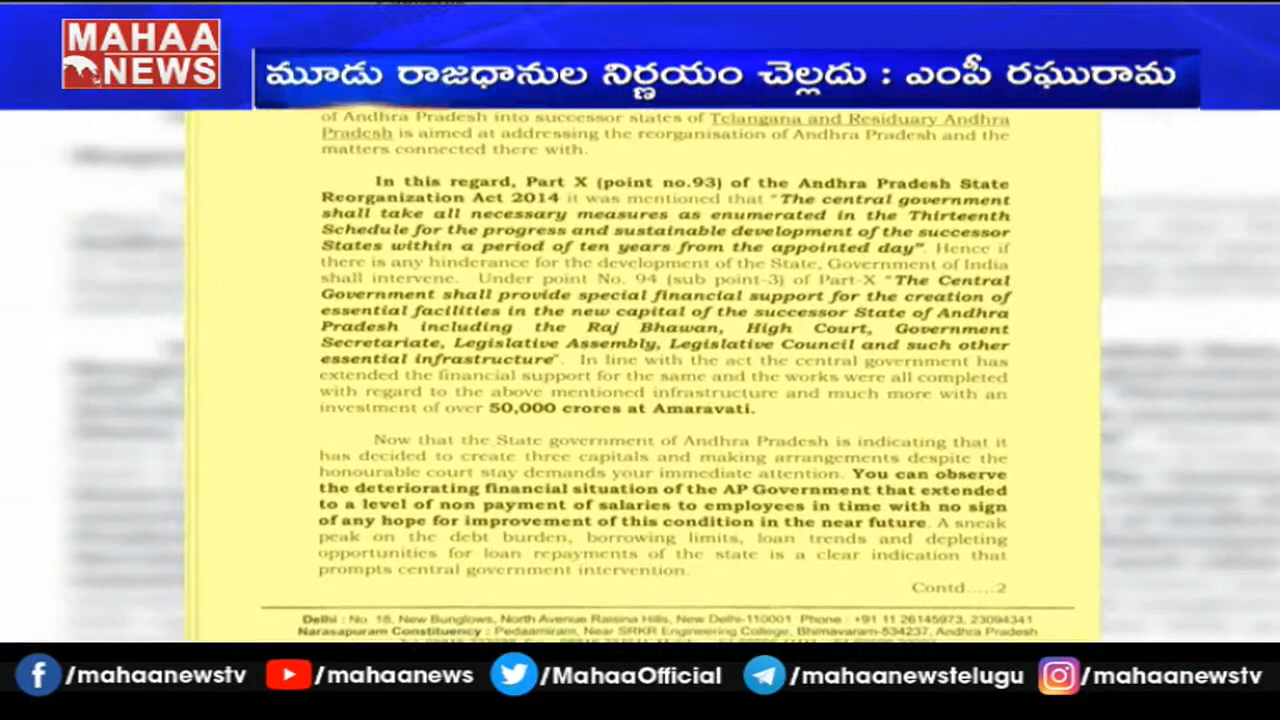 MAHAA
NEWS
మూడు రాజధానుల నిర్ణయం చెల్లదు : ఎంపీ రఘురామ
of Andhra Pradesh into successor states of Telangana and Residuary Andhra
Pradesh is aimed at addressing the reorganisation of Andhra Pradesh and the
matters connected there with.
In this regard, Part X (point no.93) of the Andhra Pradesh State
Reorganization Act 2014 it was mentioned that "The central government
shall take all necessary measures as enumerated in the Thirteenth
Schedule for the progress and sustainable development of the successor
States within a period of ten years from the appointed day". Hence if
there is any hinderance for the development of the State, Government of India
shall intervene. Under point No. 94 (sub point-3) of Part-X "The Central
Government shall provide special financial support for the creation of
essential facilities in the new capital of the successor State of Andhra
Pradesh including the Raj Bhawan, High Court, Government
Secretariate, Legislative Assembly, Legislative Council and such other
essential infrastructure". In line with the act the central government has
extended the financial support for the same and the works were all completed
with regard to the above mentioned infrastructure and much more with an
investment of over 50,000 crores at Amaravati.
Now that the State government of Andhra Pradesh is indicating that it
has decided to create three capitals and making arrangements despite the
honourable court stay demands your immediate attention. You can observe
the deteriorating financial situation of the AP Government that extended
to a level of non payment of salaries to employees in time with no sign
of any hope for improvement of this condition in the near future. A sneak
peak on the debt burden, borrowing limits, loan trends and depleting
opportunities for loan repayments of the state is a clear indication that
prompts central government intervention.
Contd.....2
Delhi : No. 18, New Bunglows, North Avenue Raisina Hills, New Delhi-110001 Phone : +91 11 26145973, 23094341
Narasapuram Constituency : Pedaamiram, Near SRKR Engineering College, Bhimavaram-534237, Andhra Pradesh
/mahaanewstv /mahaanews /MahaaOfficial /mahaanewstelugu /mahaanewstv